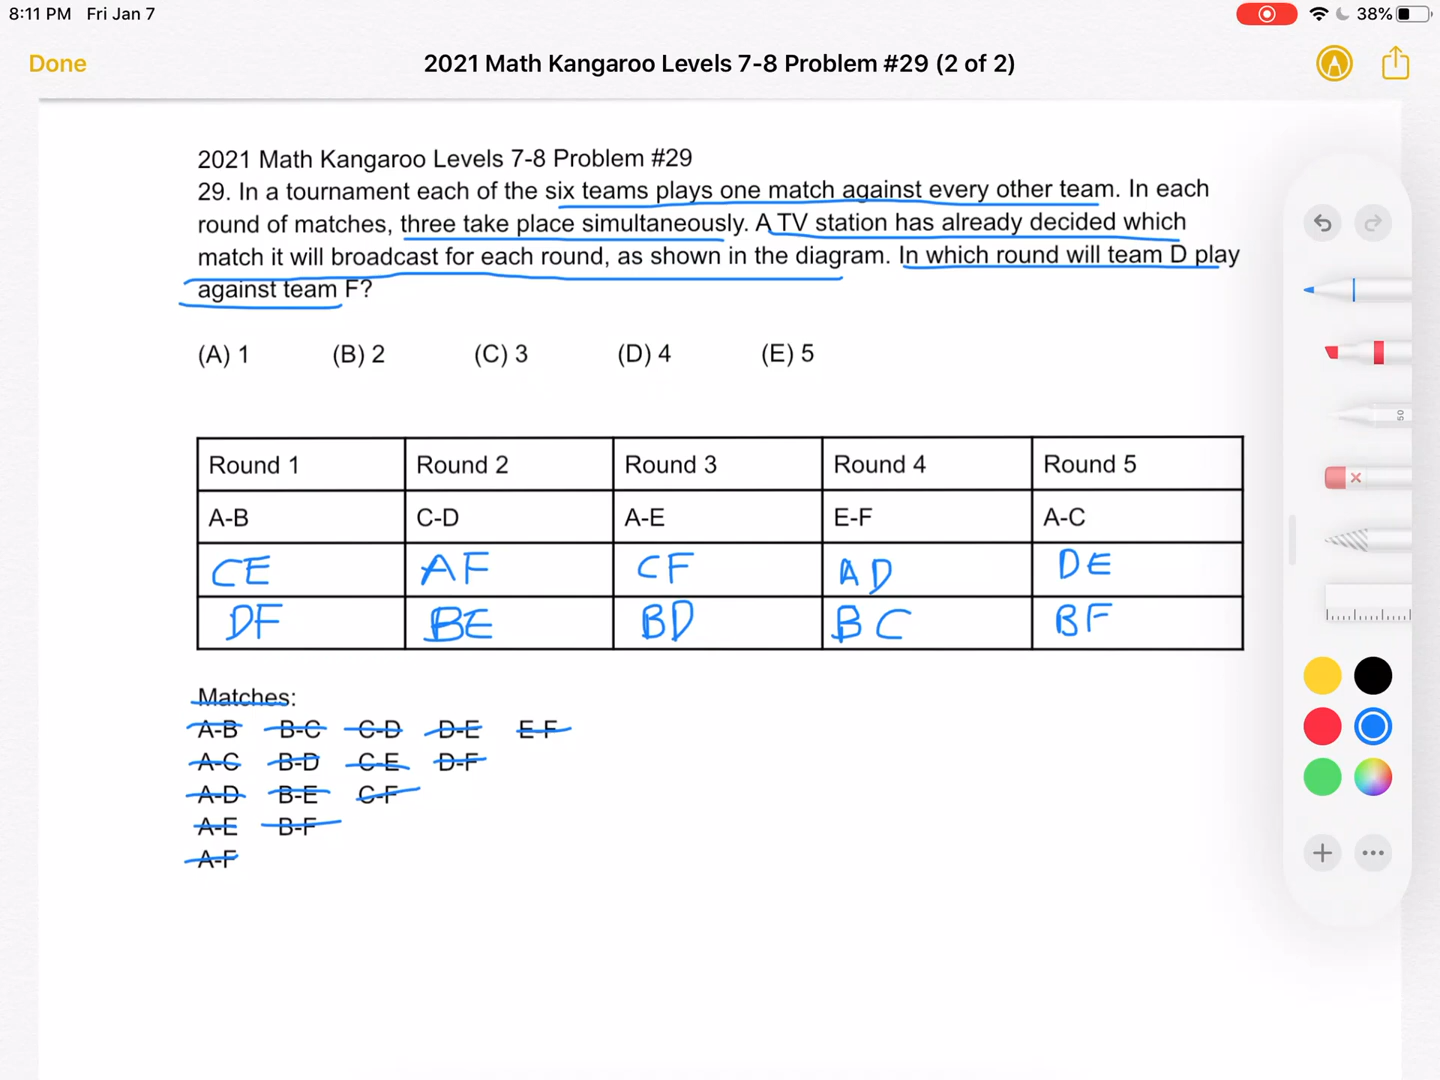 8:11 PM Fri Jan 7 38%
Done 2021 Math Kangaroo Levels 7-8 Problem #29 (2 of 2)
2021 Math Kangaroo Levels 7-8 Problem #29
29. In a tournament each of the six teams plays one match against every other team. In each
round of matches, three take place simultaneously. A TV station has already decided which
match it will broadcast for each round, as shown in the diagram. In which round will team D play
against team F?
(A) 1 (B) 2 (C) 3 (D) 4 (E) 5
Round 1 Round 2 Round 3 Round 4 Round 5
A-B C-D A-E E-F A-C
CE AF CF AD DE
DF BE BD BC BF
Matches:
A-B B-C C-D D-E E-F
A-C B-D C-E D-F
A-D B-E C-F
A-E B-F
A-F
50